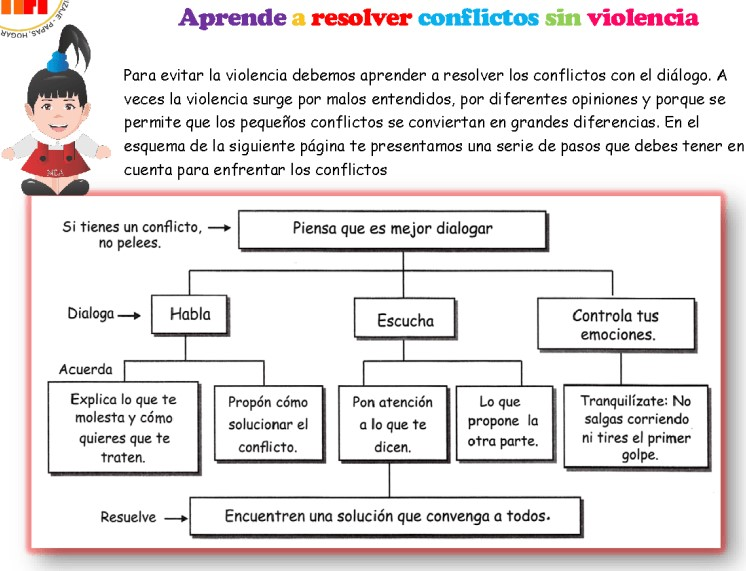 IZAJE - PAPAS, HOGAR
Aprende a resolver conflictos sin violencia
Para evitar la violencia debemos aprender a resolver los conflictos con el diálogo. A
veces la violencia surge por malos entendidos, por diferentes opiniones y porque se
permite que los pequeños conflictos se conviertan en grandes diferencias. En el
esquema de la siguiente página te presentamos una serie de pasos que debes tener en
cuenta para enfrentar los conflictos
Si tienes un conflicto,
no pelees.
Piensa que es mejor dialogar
Dialoga
Habla
Escucha
Controla tus
emociones.
Acuerda
Explica lo que te
molesta y cómo
quieres que te
traten.
Propón cómo
solucionar el
conflicto.
Pon atención
a lo que te
dicen.
Lo que
propone la
otra parte.
Tranquilízate: No
salgas corriendo
ni tires el primer
golpe.
Resuelve
Encuentren una solución que convenga a todos.